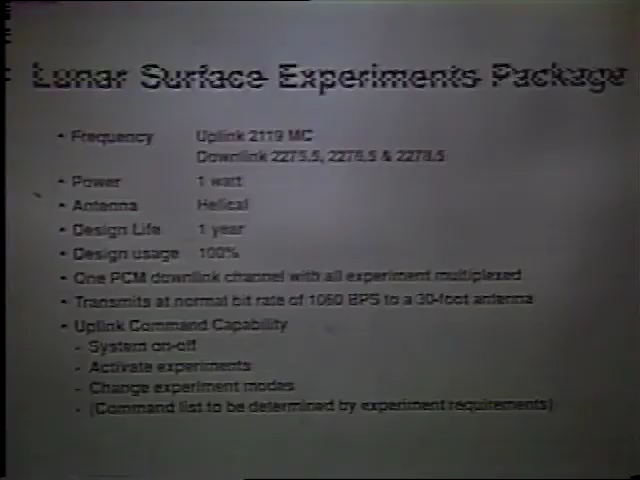 Lunar Surface Experiments Package
• Frequency Uplink 2119 MC
Downlink 2275.5, 2276.5 & 2278.5
• Power 1 watt
• Antenna Helical
• Design Life 1 year
• Design usage 100%
• One PCM downlink channel with all experiment multiplexed
• Transmits at normal bit rate of 1060 BPS to a 30-foot antenna
• Uplink Command Capability
- System on-off
- Activate experiments
- Change experiment modes
- (Command list to be determined by experiment requirements)